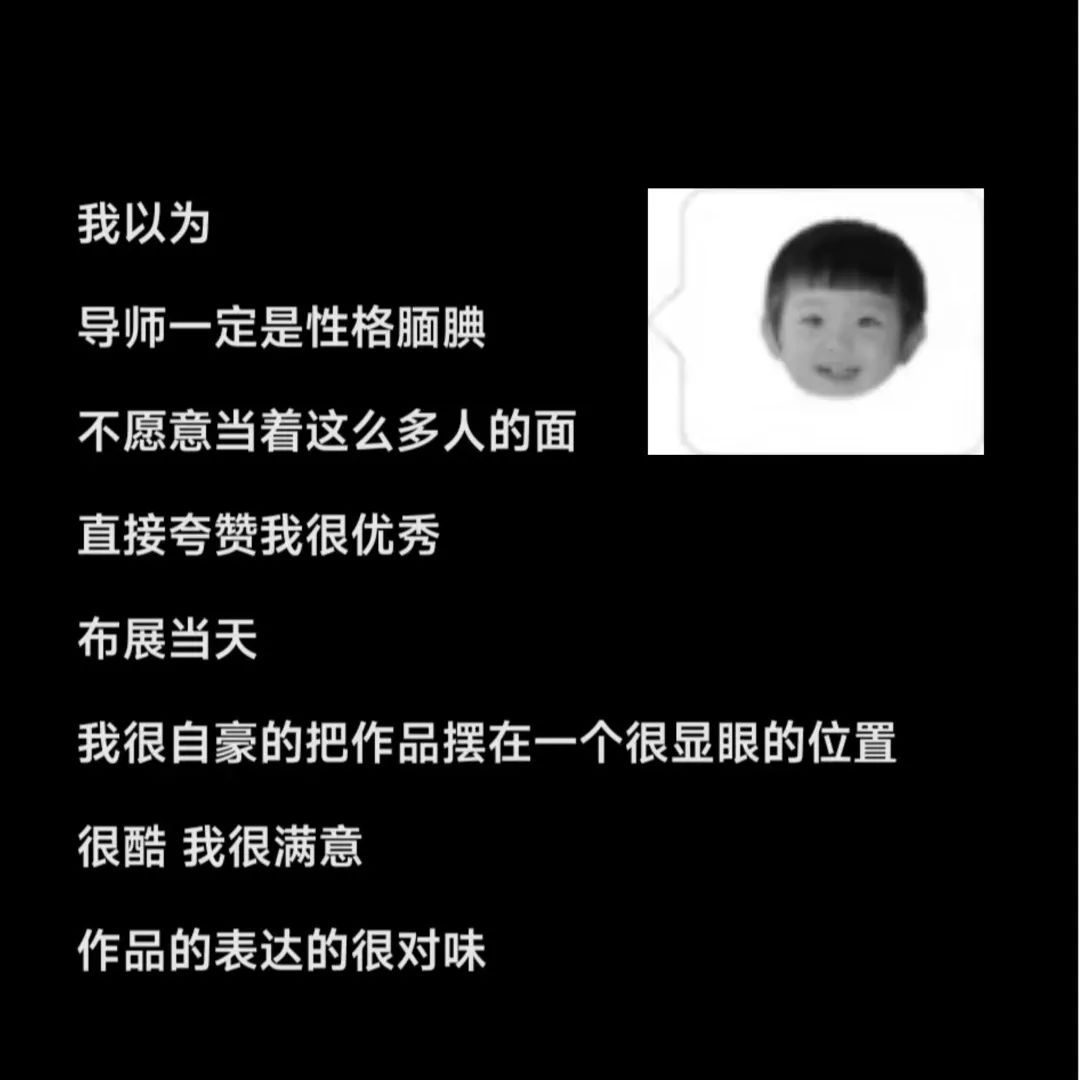 我以为
导师一定是性格腼腆
不愿意当着这么多人的面
直接夸赞我很优秀
布展当天
我很自豪的把作品摆在一个很显眼的位置
很酷 我很满意
作品的表达的很对味